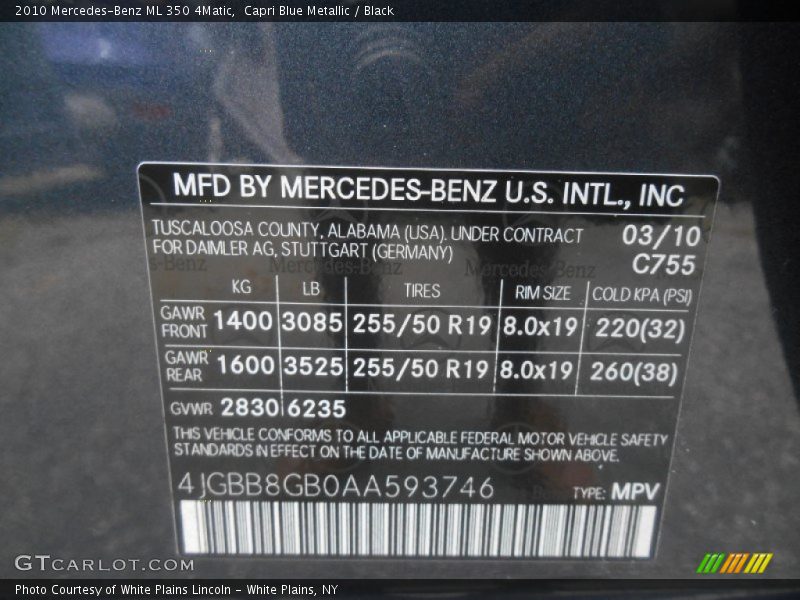 2010 Mercedes-Benz ML 350 4Matic, Capri Blue Metallic / Black
MFD BY MERCEDES-BENZ U.S. INTL., INC
TUSCALOOSA COUNTY, ALABAMA (USA). UNDER CONTRACT 03/10
FOR DAIMLER AG, STUTTGART (GERMANY) C755
s-Benz Mercedes-Benz Mercedes-Benz
KG LB TIRES RIM SIZE COLD KPA (PSI)
GAWR FRONT 1400 3085 255/50 R19 8.0x19 220(32)
GAWR REAR 1600 3525 255/50 R19 8.0x19 260(38)
GVWR 2830 6235
THIS VEHICLE CONFORMS TO ALL APPLICABLE FEDERAL MOTOR VEHICLE SAFETY
STANDARDS IN EFFECT ON THE DATE OF MANUFACTURE SHOWN ABOVE.
4JGBB8GB0AA593746 TYPE: MPV
GTCARLOT.COM
Photo Courtesy of White Plains Lincoln - White Plains, NY